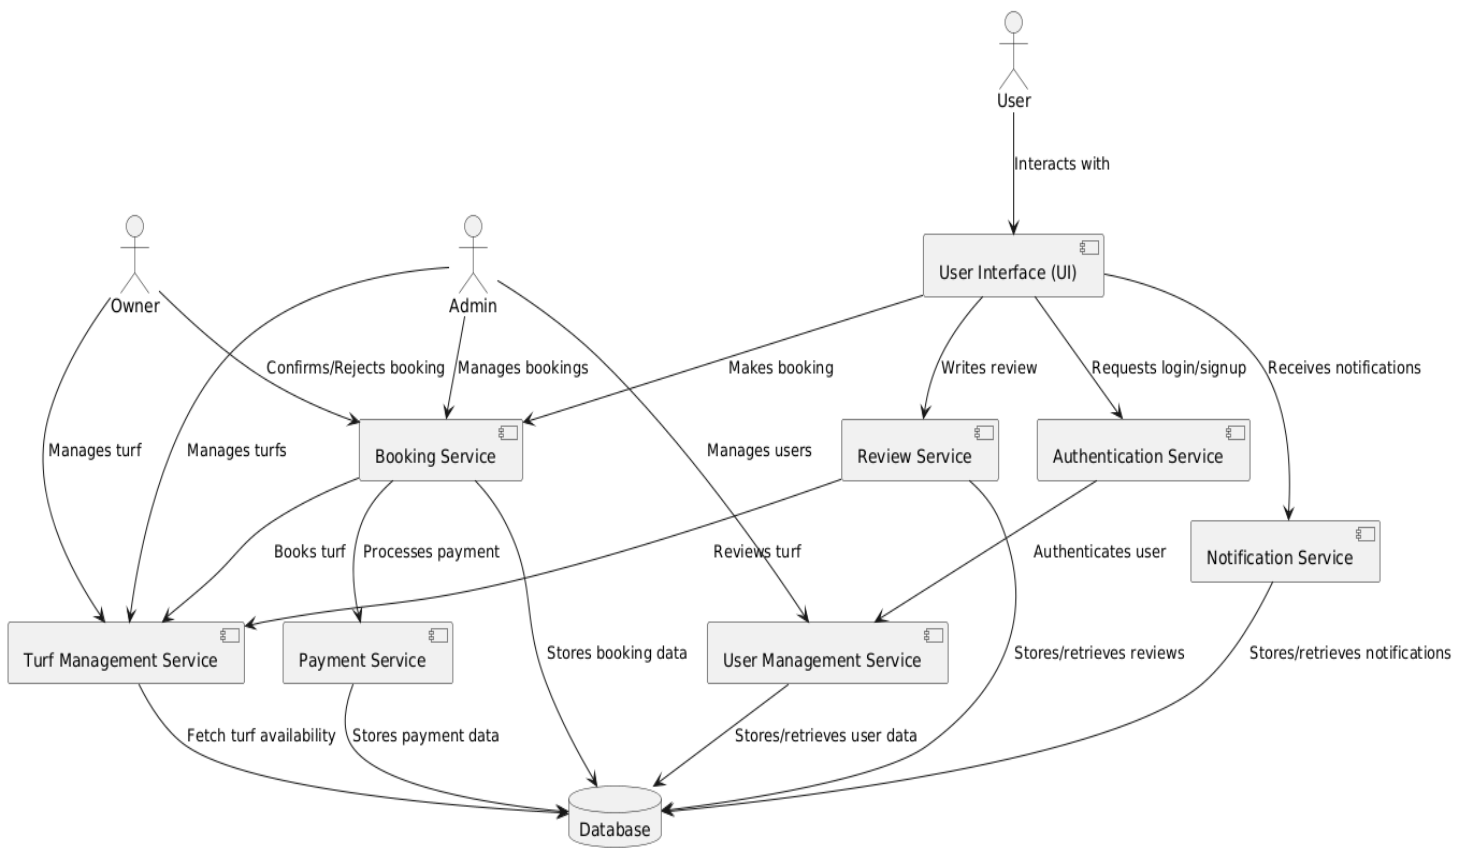 User
Interacts with
Owner
Admin
User Interface (UI)
Confirms/Rejects booking
Manages bookings
Makes booking
Writes review
Requests login/signup
Receives notifications
Manages turf
Manages turfs
Booking Service
Manages users
Review Service
Authentication Service
Books turf
Processes payment
Reviews turf
Authenticates user
Notification Service
Turf Management Service
Payment Service
Stores booking data
User Management Service
Stores/retrieves reviews
Stores/retrieves notifications
Fetch turf availability
Stores payment data
Stores/retrieves user data
Database